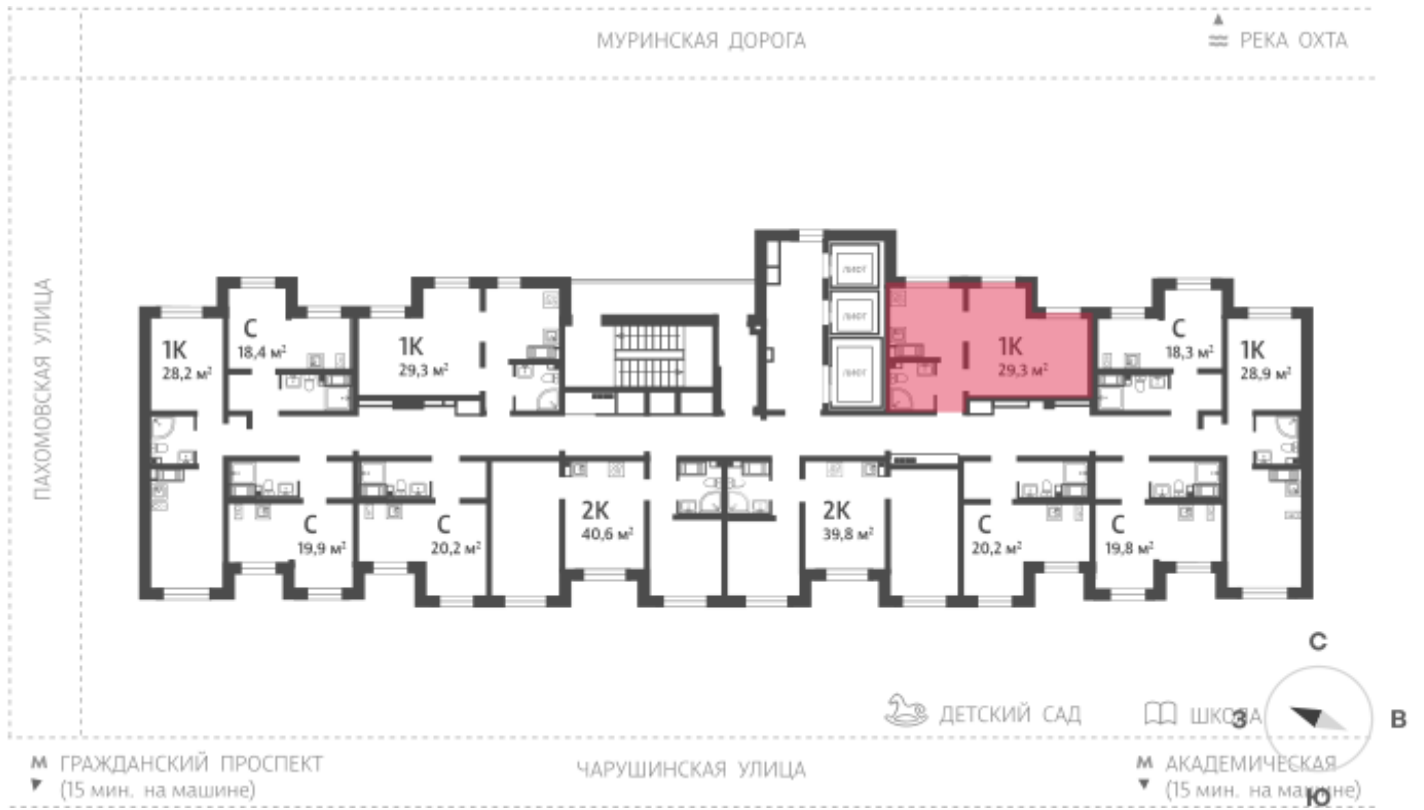 МУРИНСКАЯ ДОРОГА
РЕКА ОХТА
ПАХОМОВСКАЯ УЛИЦА
1К
28,2 м²
С
18,4 м²
1К
29,3 м²
ЛИФТ
ЛИФТ
ЛИФТ
1К
29,3 м²
С
18,3 м²
1К
28,9 м²
С
19,9 м²
С
20,2 м²
2К
40,6 м²
2К
39,8 м²
С
20,2 м²
С
19,8 м²
С
З
В
Ю
ДЕТСКИЙ САД
ШКОЛА
М ГРАЖДАНСКИЙ ПРОСПЕКТ
(15 мин. на машине)
ЧАРУШИНСКАЯ УЛИЦА
М АКАДЕМИЧЕСКАЯ
(15 мин. на машине)